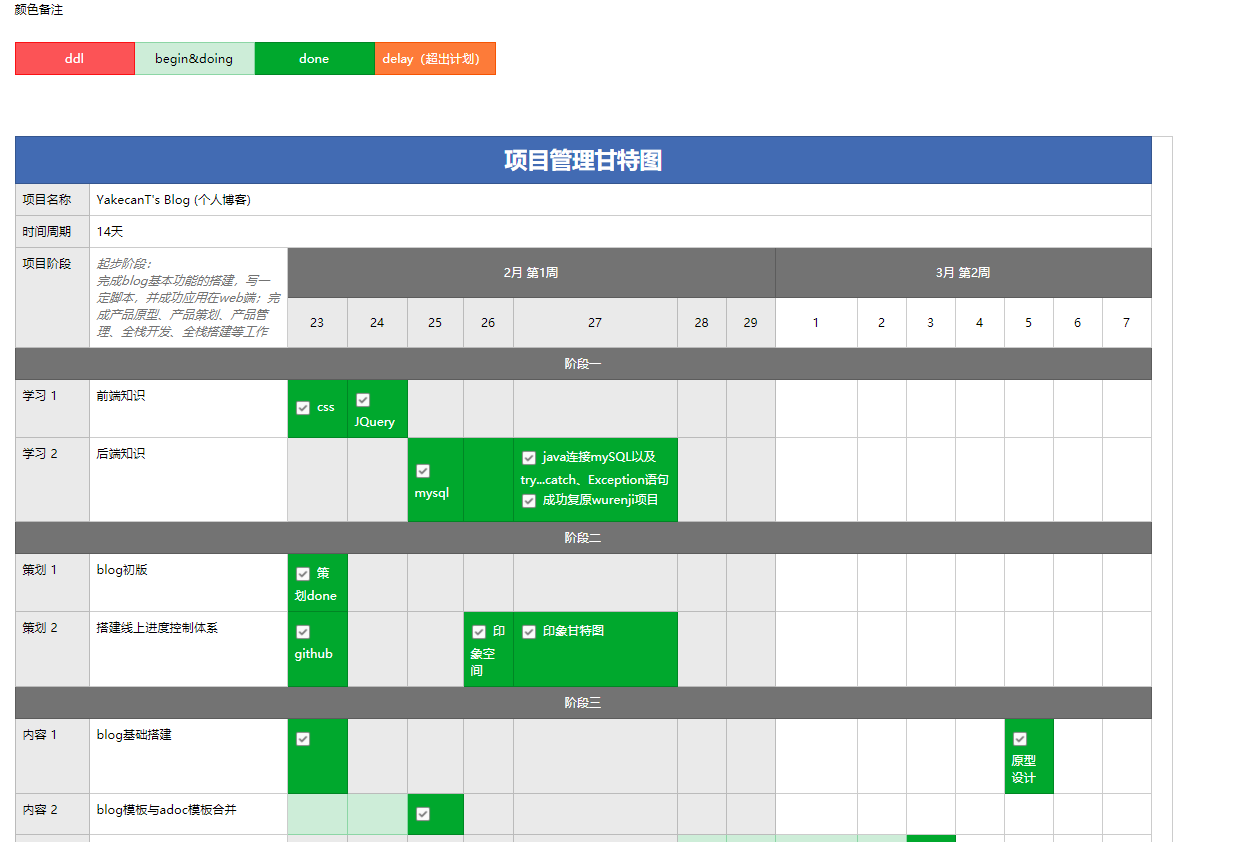 颜色备注
ddl begin&doing done delay（超出计划）
项目管理甘特图
项目名称 YakecanT's Blog (个人博客)
时间周期 14天
项目阶段
起步阶段：
完成blog基本功能的搭建，写一
定脚本，并成功应用在web端；完
成产品原型、产品策划、产品管
理、全栈开发、全栈搭建等工作
2月 第1周 3月 第2周
23 24 25 26 27 28 29 1 2 3 4 5 6 7
阶段一
学习 1 前端知识
css
JQuery
学习 2 后端知识
mysql
java连接mySQL以及
try...catch、Exception语句
成功复原wurenji项目
阶段二
策划 1 blog初版
策
划done
策划 2 搭建线上进度控制体系
github
印
象空
间
印象甘特图
阶段三
内容 1 blog基础搭建
原型
设计
内容 2 blog模板与adoc模板合并